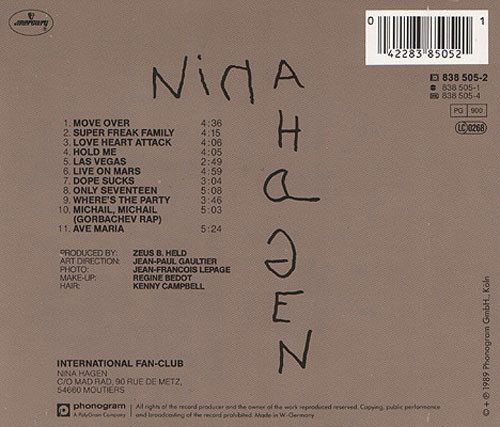 mercury
0 1
42283 85052
838 505-2
838 505-1
838 505-4
PG 900
LC 0268
NINA
HAGEN
1. MOVE OVER 4:36
2. SUPER FREAK FAMILY 4:15
3. LOVE HEART ATTACK 4:06
4. HOLD ME 4:05
5. LAS VEGAS 2:49
6. LIVE ON MARS 4:59
7. DOPE SUCKS 3:04
8. ONLY SEVENTEEN 5:08
9. WHERE'S THE PARTY 3:46
10. MICHAIL, MICHAIL 5:03
(GORBACHEV RAP)
11. AVE MARIA 5:24
PRODUCED BY: ZEUS B. HELD
ART DIRECTION: JEAN-PAUL GAULTIER
PHOTO: JEAN-FRANCOIS LEPAGE
MAKE-UP: REGINE BEDOT
HAIR: KENNY CAMPBELL
INTERNATIONAL FAN-CLUB
NINA HAGEN
C/O MAD RAD, 90 RUE DE METZ,
54660 MOUTIERS
phonogram
A PolyGram Company
All rights of the record producer and the owner of the work reproduced reserved. Copying, public performance
and broadcasting of the record prohibited. Made in W.-Germany
© + ℗ 1989 Phonogram GmbH., Köln